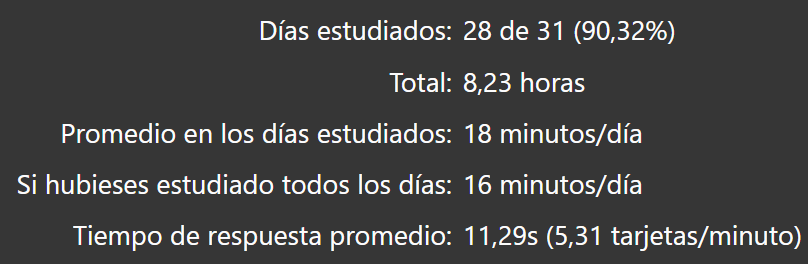 Días estudiados: 28 de 31 (90,32%)
Total: 8,23 horas
Promedio en los días estudiados: 18 minutos/día
Si hubieses estudiado todos los días: 16 minutos/día
Tiempo de respuesta promedio: 11,29s (5,31 tarjetas/minuto)